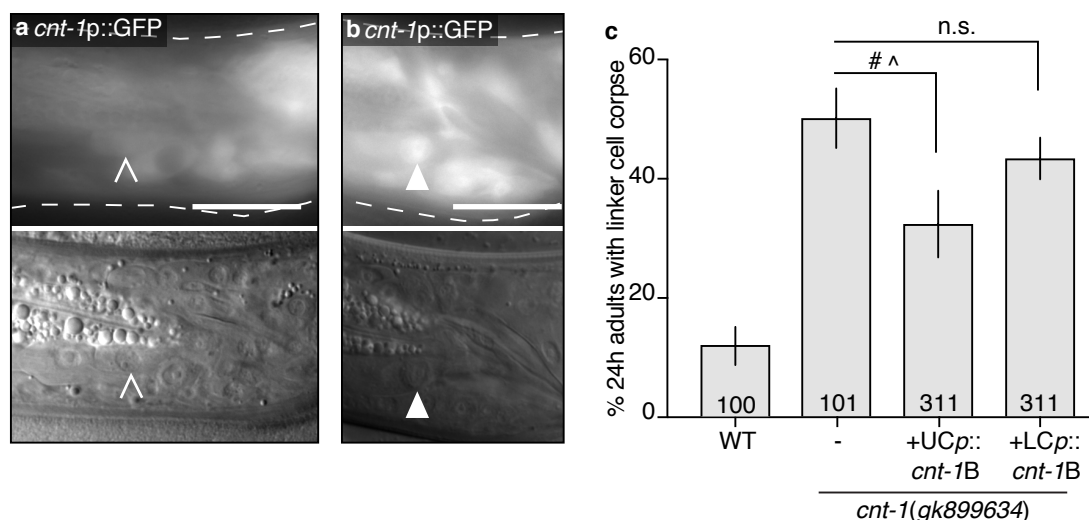 a cnt-1p::GFP
b cnt-1p::GFP
c
% 24h adults with linker cell corpse
60
40
20
0
n.s.
# ^
100
101
311
311
WT
-
+UCp::
cnt-1B
+LCp::
cnt-1B
cnt-1(gk899634)